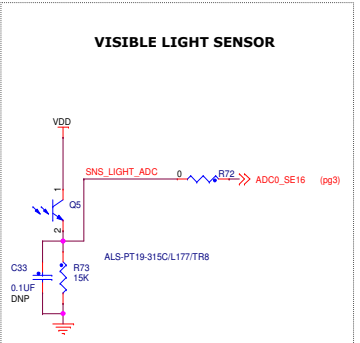 VISIBLE LIGHT SENSOR
VDD
SNS_LIGHT_ADC
0
R72
ADC0_SE16
(pg3)
1
Q5
2
ALS-PT19-315C/L177/TR8
C33
R73
15K
0.1UF
DNP